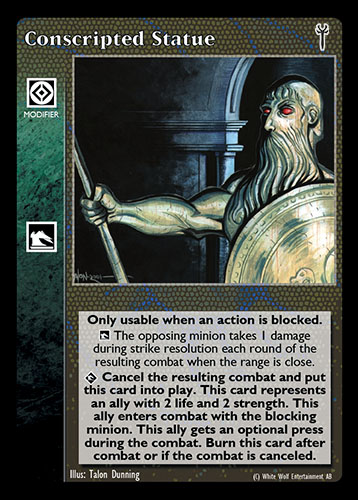 Conscripted Statue
MODIFIER
Only usable when an action is blocked.
The opposing minion takes 1 damage
during strike resolution each round of the
resulting combat when the range is close.
Cancel the resulting combat and put
this card into play. This card represents
an ally with 2 life and 2 strength. This
ally enters combat with the blocking
minion. This ally gets an optional press
during the combat. Burn this card after
combat or if the combat is canceled.
Illus: Talon Dunning
(C) White Wolf Entertainment AB